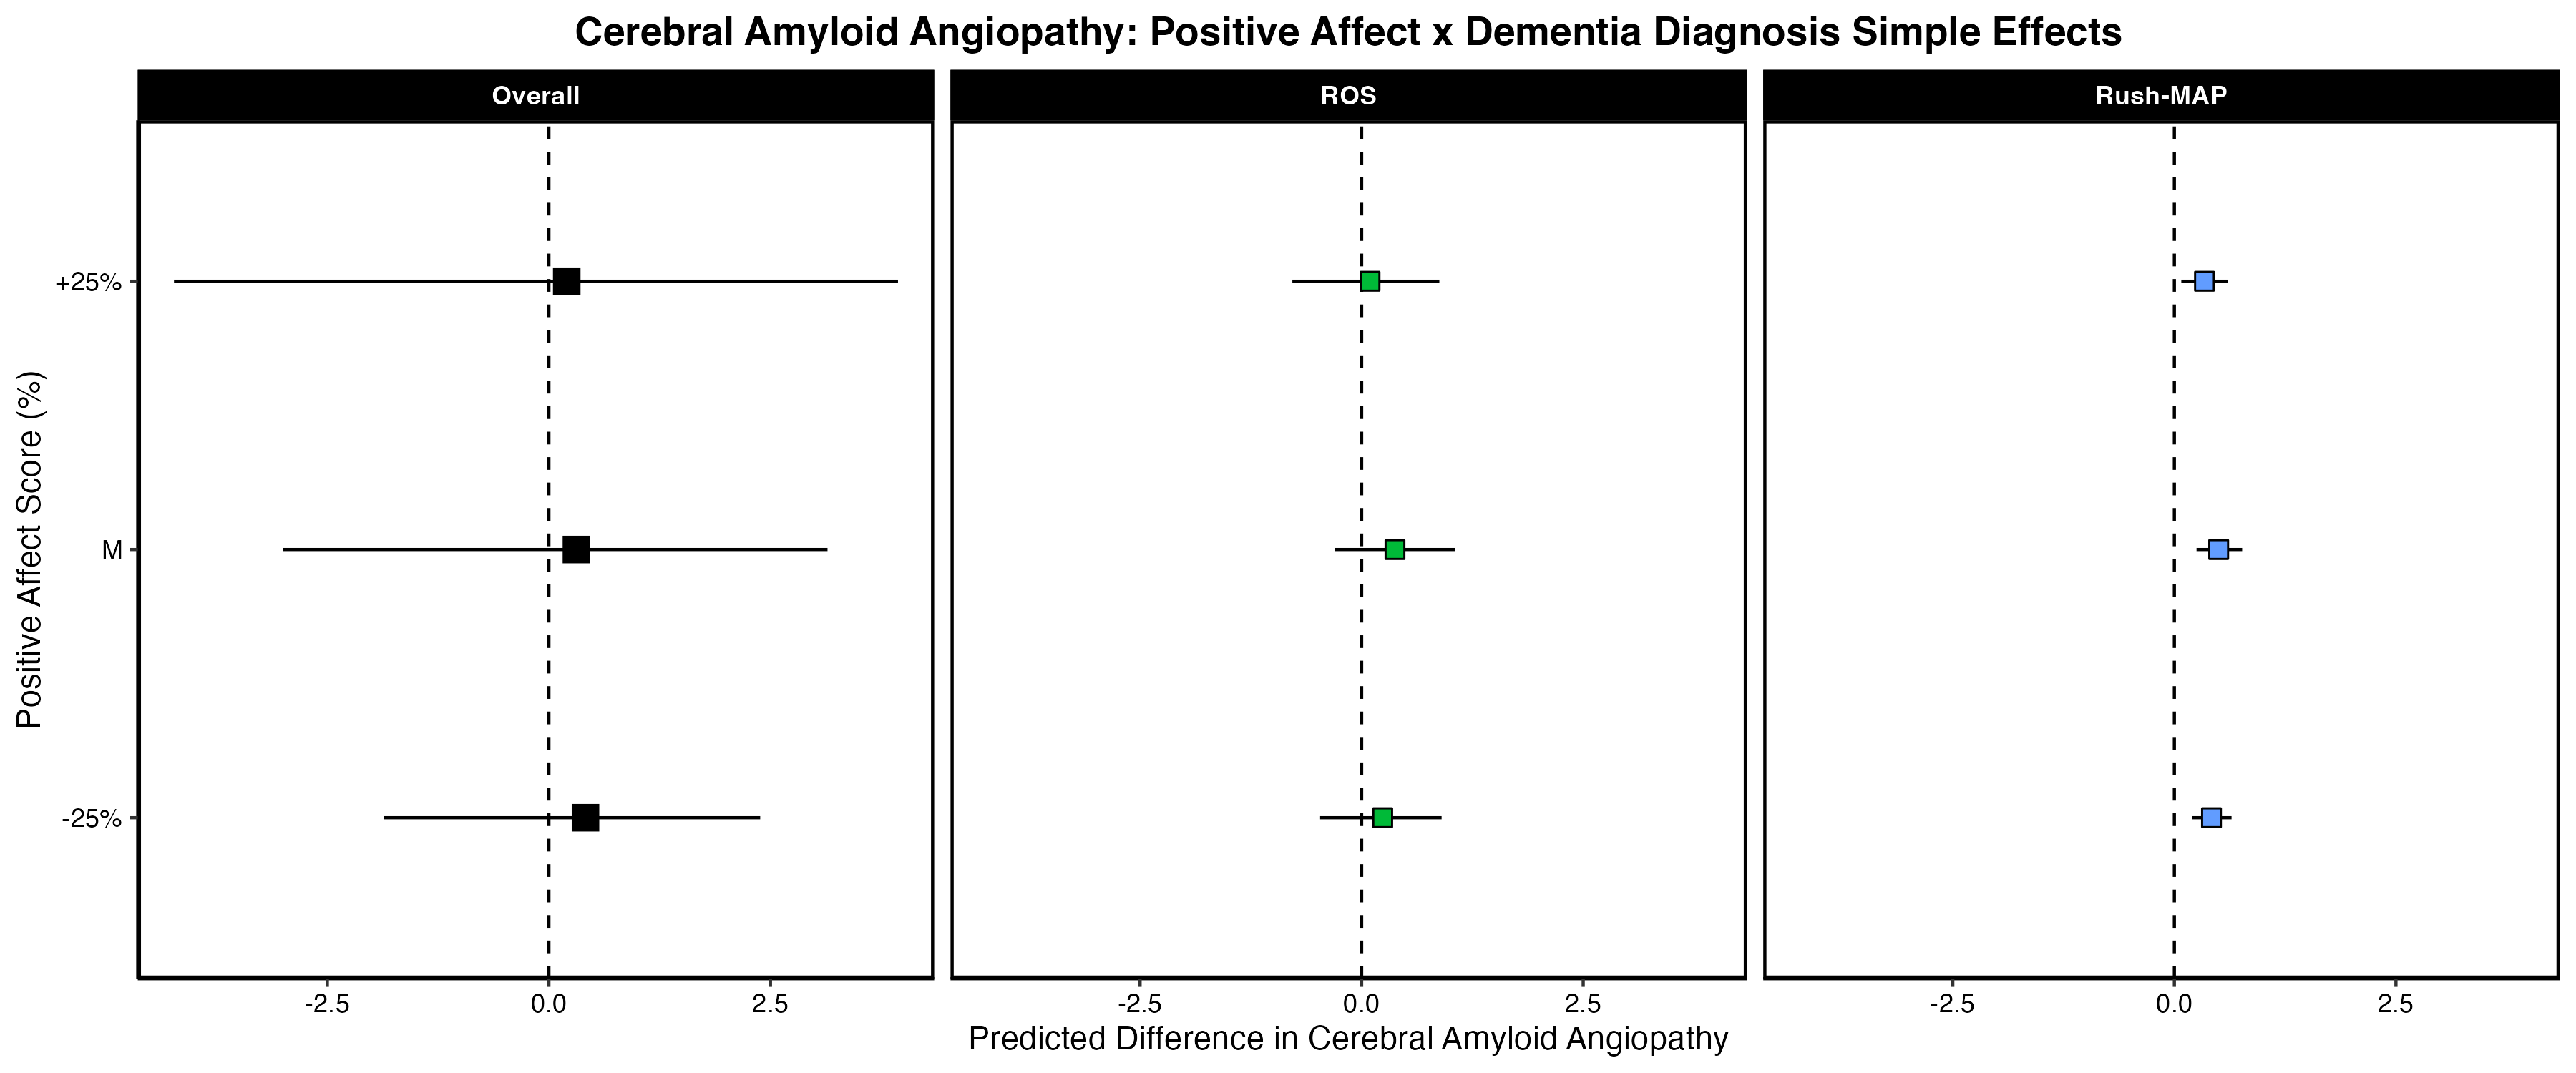 Cerebral Amyloid Angiopathy: Positive Affect x Dementia Diagnosis Simple Effects
Overall
ROS
Rush-MAP
Positive Affect Score (%)
+25%
M
-25%
-2.5
0.0
2.5
-2.5
0.0
2.5
-2.5
0.0
2.5
Predicted Difference in Cerebral Amyloid Angiopathy